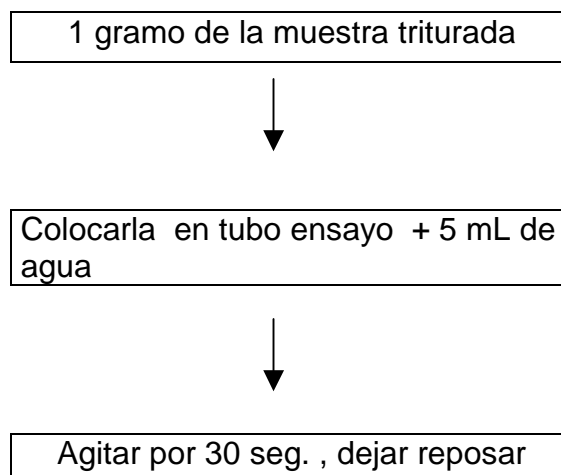 1 gramo de la muestra triturada
Colocarla en tubo ensayo + 5 mL de
agua
Agitar por 30 seg. , dejar reposar